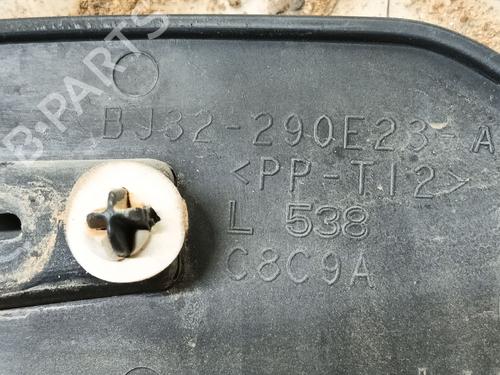 BJ32-290E23-A
<PP-T12>
L 538
C8C9A
B-PARTS